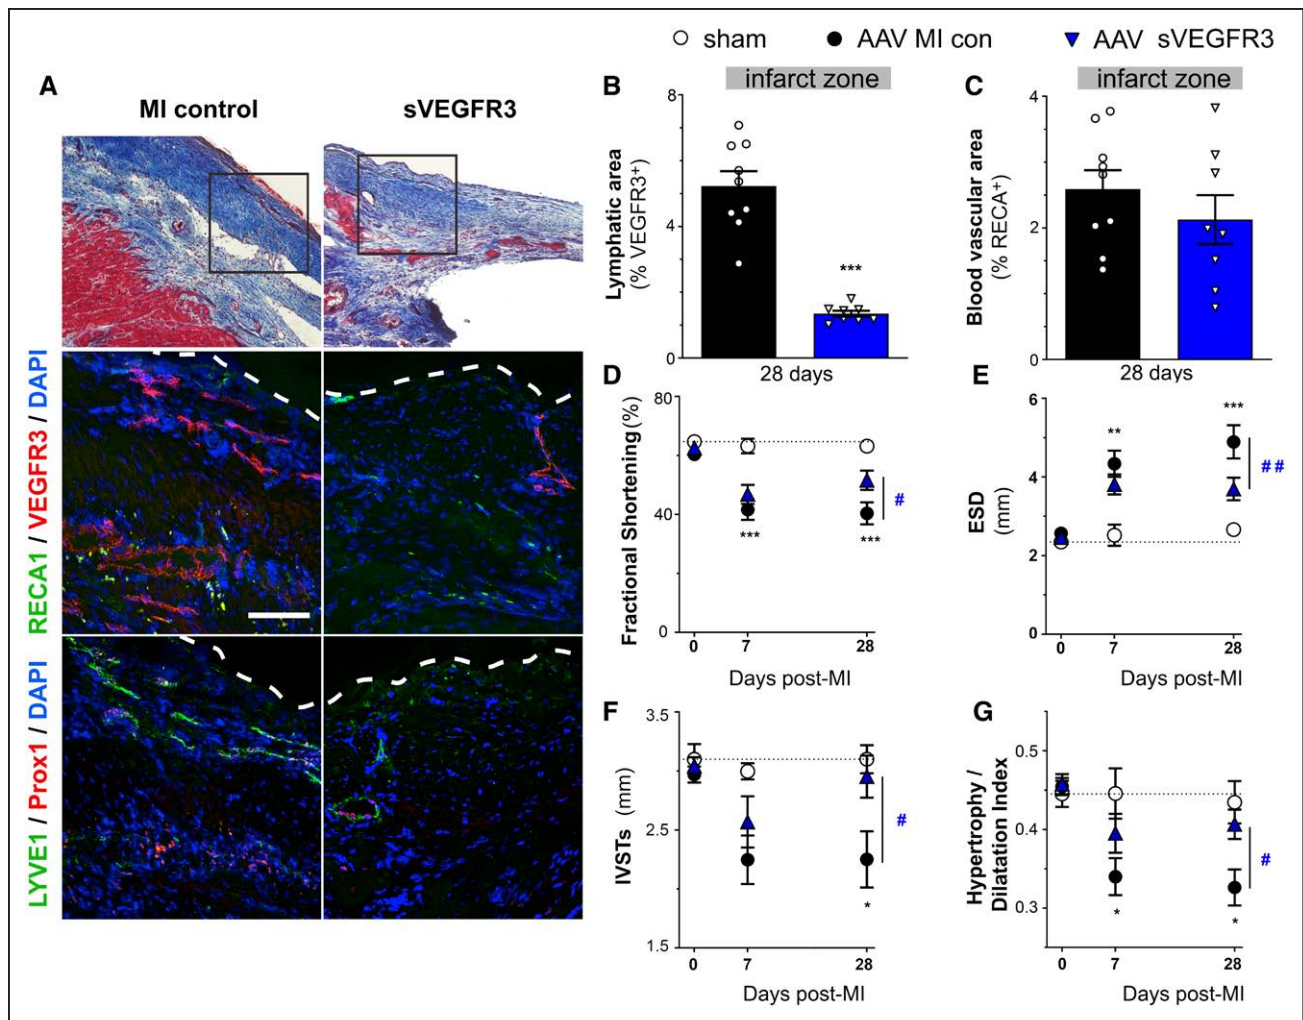 sham
AAV MI con
AAV sVEGFR3
A
MI control
sVEGFR3
RECA1 / VEGFR3 / DAPI
LYVE1 / Prox1 / DAPI
B
infarct zone
Lymphatic area
(% VEGFR3+)
8
4
2
0
***
28 days
C
infarct zone
Blood vascular area
(% RECA+)
4
2
0
28 days
D
Fractional Shortening (%)
80
60
40
0
***
***
#
0
7
28
Days post-MI
E
ESD
(mm)
6
4
2
0
**
***
##
0
7
28
Days post-MI
F
IVSTs (mm)
3.5
2.5
1.5
*
#
0
7
28
Days post-MI
G
Hypertrophy /
Dilatation Index
0.5
0.4
0.3
*
*
#
0
7
28
Days post-MI